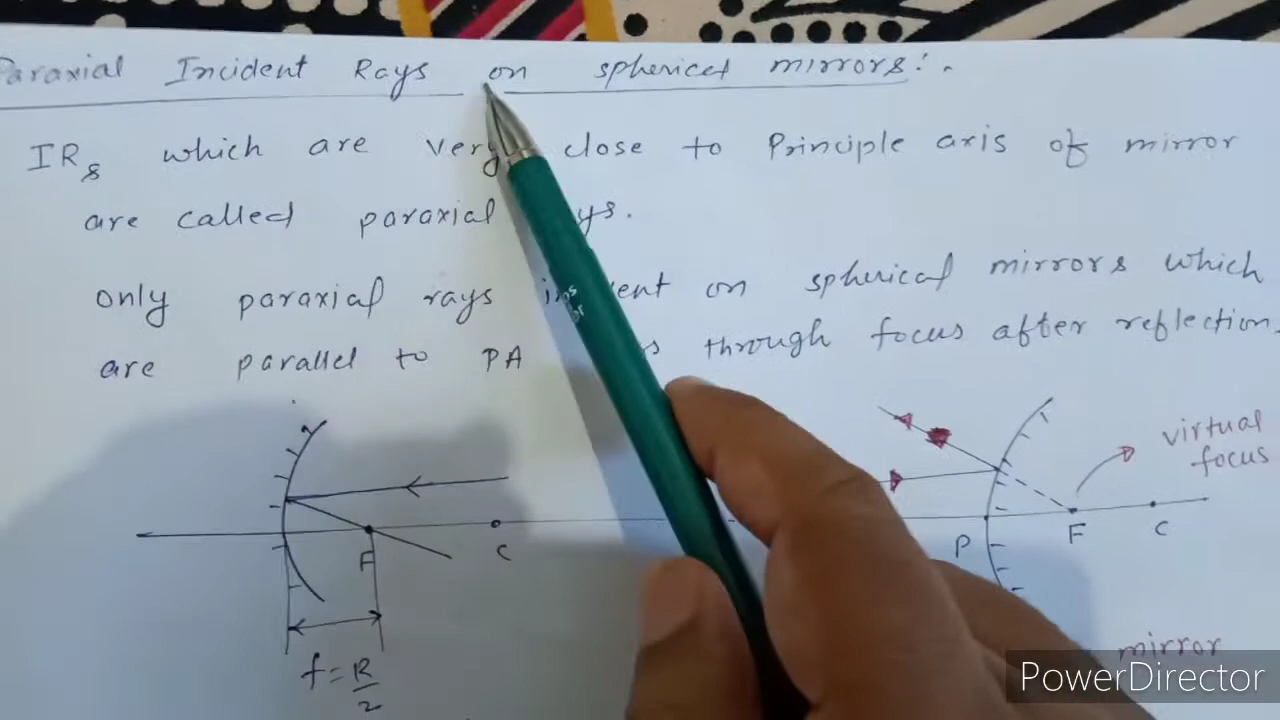 Paraxial Incident Rays on spherical mirrors:-
IRs which are very close to Principle axis of mirror
are called paraxial ys.
only paraxial rays in ent on spherical mirrors which
are parallel to PA s through focus after reflection.
virtual
focus
F
C
P
F
C
f = R/2
mirror
PowerDirector